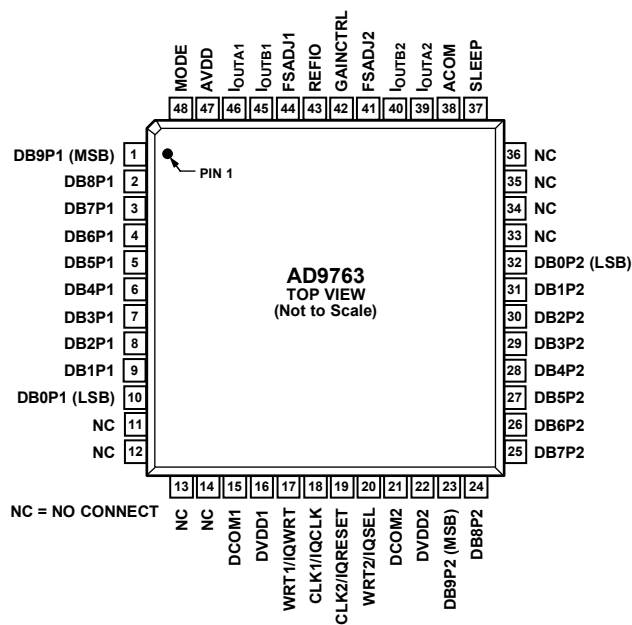 MODE
AVDD
IOUTA1
IOUTB1
FSADJ1
REFIO
GAINCTRL
FSADJ2
IOUTB2
IOUTA2
ACOM
SLEEP
48 47 46 45 44 43 42 41 40 39 38 37
DB9P1 (MSB) 1
DB8P1 2
DB7P1 3
DB6P1 4
DB5P1 5
DB4P1 6
DB3P1 7
DB2P1 8
DB1P1 9
DB0P1 (LSB) 10
NC 11
NC 12
PIN 1
AD9763
TOP VIEW
(Not to Scale)
36 NC
35 NC
34 NC
33 NC
32 DB0P2 (LSB)
31 DB1P2
30 DB2P2
29 DB3P2
28 DB4P2
27 DB5P2
26 DB6P2
25 DB7P2
13 14 15 16 17 18 19 20 21 22 23 24
NC
NC
DCOM1
DVDD1
WRT1/IQWRT
CLK1/IQCLK
CLK2/IQRESET
WRT2/IQSEL
DCOM2
DVDD2
DB9P2 (MSB)
DB8P2
NC = NO CONNECT